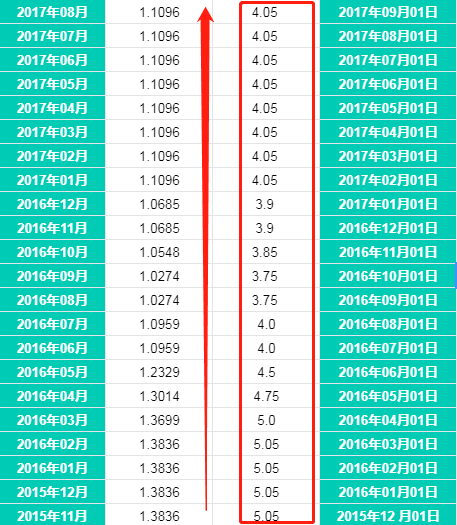 2017年08月 1.1096 4.05 2017年09月01日
2017年07月 1.1096 4.05 2017年08月01日
2017年06月 1.1096 4.05 2017年07月01日
2017年05月 1.1096 4.05 2017年06月01日
2017年04月 1.1096 4.05 2017年05月01日
2017年03月 1.1096 4.05 2017年04月01日
2017年02月 1.1096 4.05 2017年03月01日
2017年01月 1.1096 4.05 2017年02月01日
2016年12月 1.0685 3.9 2017年01月01日
2016年11月 1.0685 3.9 2016年12月01日
2016年10月 1.0548 3.85 2016年11月01日
2016年09月 1.0274 3.75 2016年10月01日
2016年08月 1.0274 3.75 2016年09月01日
2016年07月 1.0959 4.0 2016年08月01日
2016年06月 1.0959 4.0 2016年07月01日
2016年05月 1.2329 4.5 2016年06月01日
2016年04月 1.3014 4.75 2016年05月01日
2016年03月 1.3699 5.0 2016年04月01日
2016年02月 1.3836 5.05 2016年03月01日
2016年01月 1.3836 5.05 2016年02月01日
2015年12月 1.3836 5.05 2016年01月01日
2015年11月 1.3836 5.05 2015年12 月01日